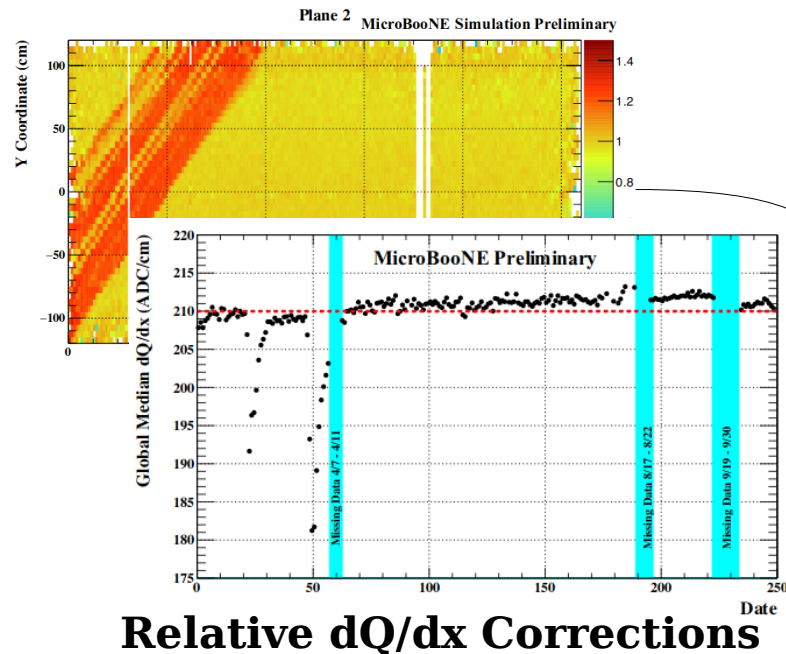 Plane 2
MicroBooNE Simulation Preliminary
Y Coordinate (cm)
100
50
0
−50
−100
0
1.4
1.2
1
0.8
MicroBooNE Preliminary
Global Median dQ/dx (ADC/cm)
220
215
210
205
200
195
190
185
180
175
Missing Data 4/7 - 4/11
Missing Data 8/17 - 8/22
Missing Data 9/19 - 9/30
0 50 100 150 200 250
Date
Relative dQ/dx Corrections